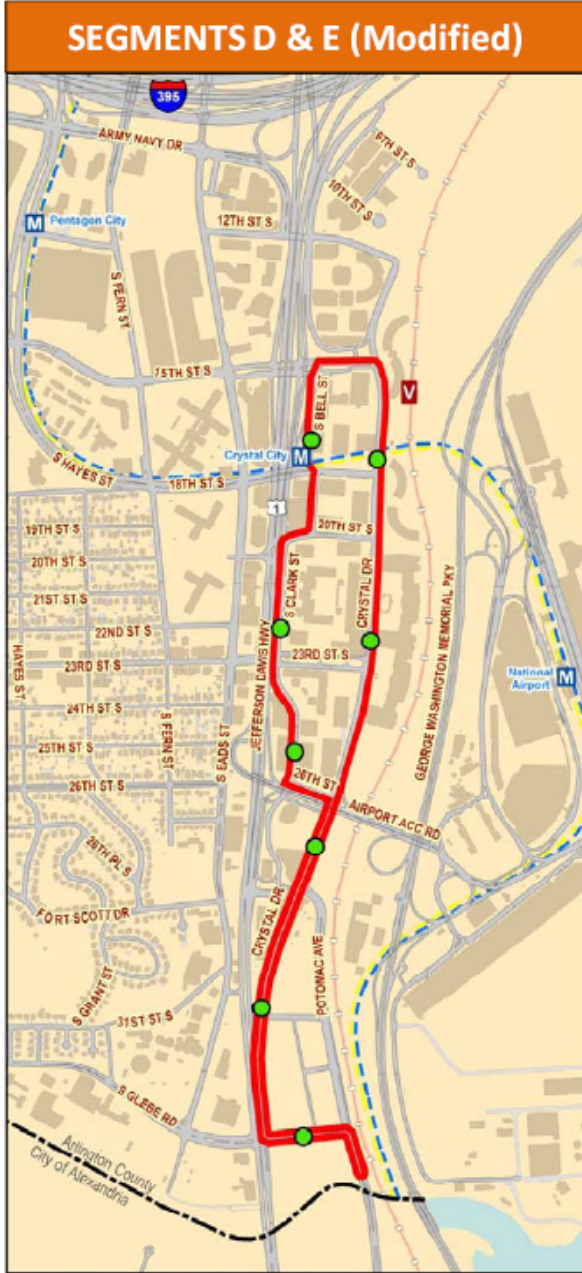 SEGMENTS D & E (Modified)
395
ARMY NAVY DR
6TH ST S
10TH ST S
M Pentagon City
12TH ST S
S FERN ST
15TH ST S
S BELL ST
V
Crystal City M
S HAYES ST
18TH ST S
1
19TH ST S
20TH ST S
20TH ST S
S CLARK ST
21ST ST S
CRYSTAL DR
GEORGE WASHINGTON MEMORIAL PKY
JEFFERSON DAVIS HWY
22ND ST S
23RD ST S
23RD ST S
HAYES ST
National
Airport M
24TH ST S
S FERN ST
S EADS ST
25TH ST S
26TH ST
26TH ST S
AIRPORT ACC RD
26TH PL S
FORT SCOTT DR
CRYSTAL DR
POTOMAC AVE
S GRANT ST
31ST ST S
S GLEBE RD
Arlington County
City of Alexandria